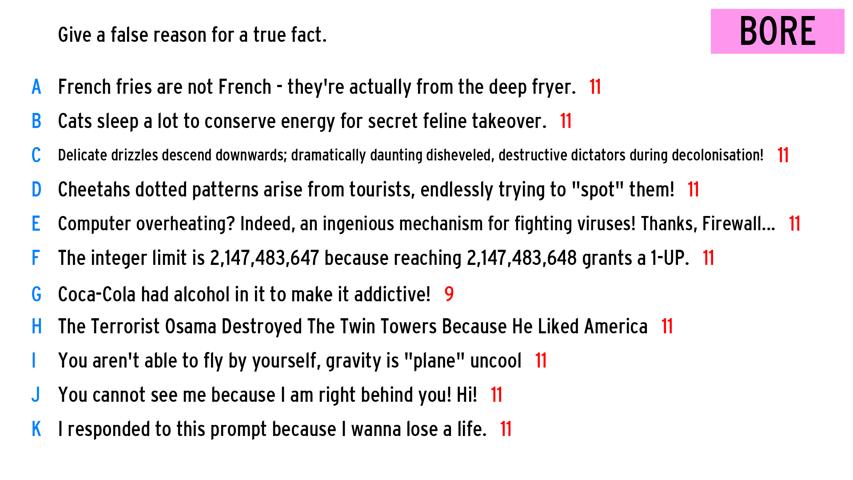 Give a false reason for a true fact.
BORE
A French fries are not French - they're actually from the deep fryer. 11
B Cats sleep a lot to conserve energy for secret feline takeover. 11
C Delicate drizzles descend downwards; dramatically daunting disheveled, destructive dictators during decolonisation! 11
D Cheetahs dotted patterns arise from tourists, endlessly trying to "spot" them! 11
E Computer overheating? Indeed, an ingenious mechanism for fighting viruses! Thanks, Firewall... 11
F The integer limit is 2,147,483,647 because reaching 2,147,483,648 grants a 1-UP. 11
G Coca-Cola had alcohol in it to make it addictive! 9
H The Terrorist Osama Destroyed The Twin Towers Because He Liked America 11
I You aren't able to fly by yourself, gravity is "plane" uncool 11
J You cannot see me because I am right behind you! Hi! 11
K I responded to this prompt because I wanna lose a life. 11